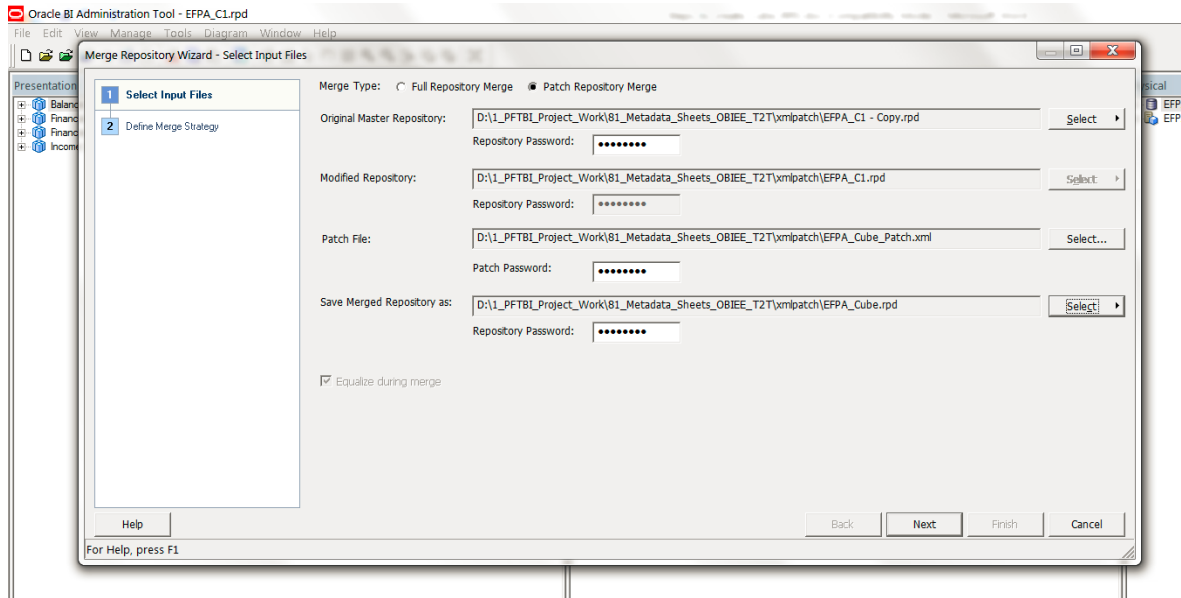 Oracle BI Administration Tool - EFPA_C1.rpd
File Edit View Manage Tools Diagram Window Help
Merge Repository Wizard - Select Input Files
Presentation
Balanc
Financ
Financ
Income
sical
EFP
EFP
1 Select Input Files
2 Define Merge Strategy
Merge Type: Full Repository Merge Patch Repository Merge
Original Master Repository: D:\1_PFTBI_Project_Work\81_Metadata_Sheets_OBIEE_T2T\xmlpatch\EFPA_C1 - Copy.rpd Select
Repository Password: ••••••••
Modified Repository: D:\1_PFTBI_Project_Work\81_Metadata_Sheets_OBIEE_T2T\xmlpatch\EFPA_C1.rpd Select
Repository Password: ••••••••
Patch File: D:\1_PFTBI_Project_Work\81_Metadata_Sheets_OBIEE_T2T\xmlpatch\EFPA_Cube_Patch.xml Select...
Patch Password: ••••••••
Save Merged Repository as: D:\1_PFTBI_Project_Work\81_Metadata_Sheets_OBIEE_T2T\xmlpatch\EFPA_Cube.rpd Select
Repository Password: ••••••••
Equalize during merge
Help Back Next Finish Cancel
For Help, press F1